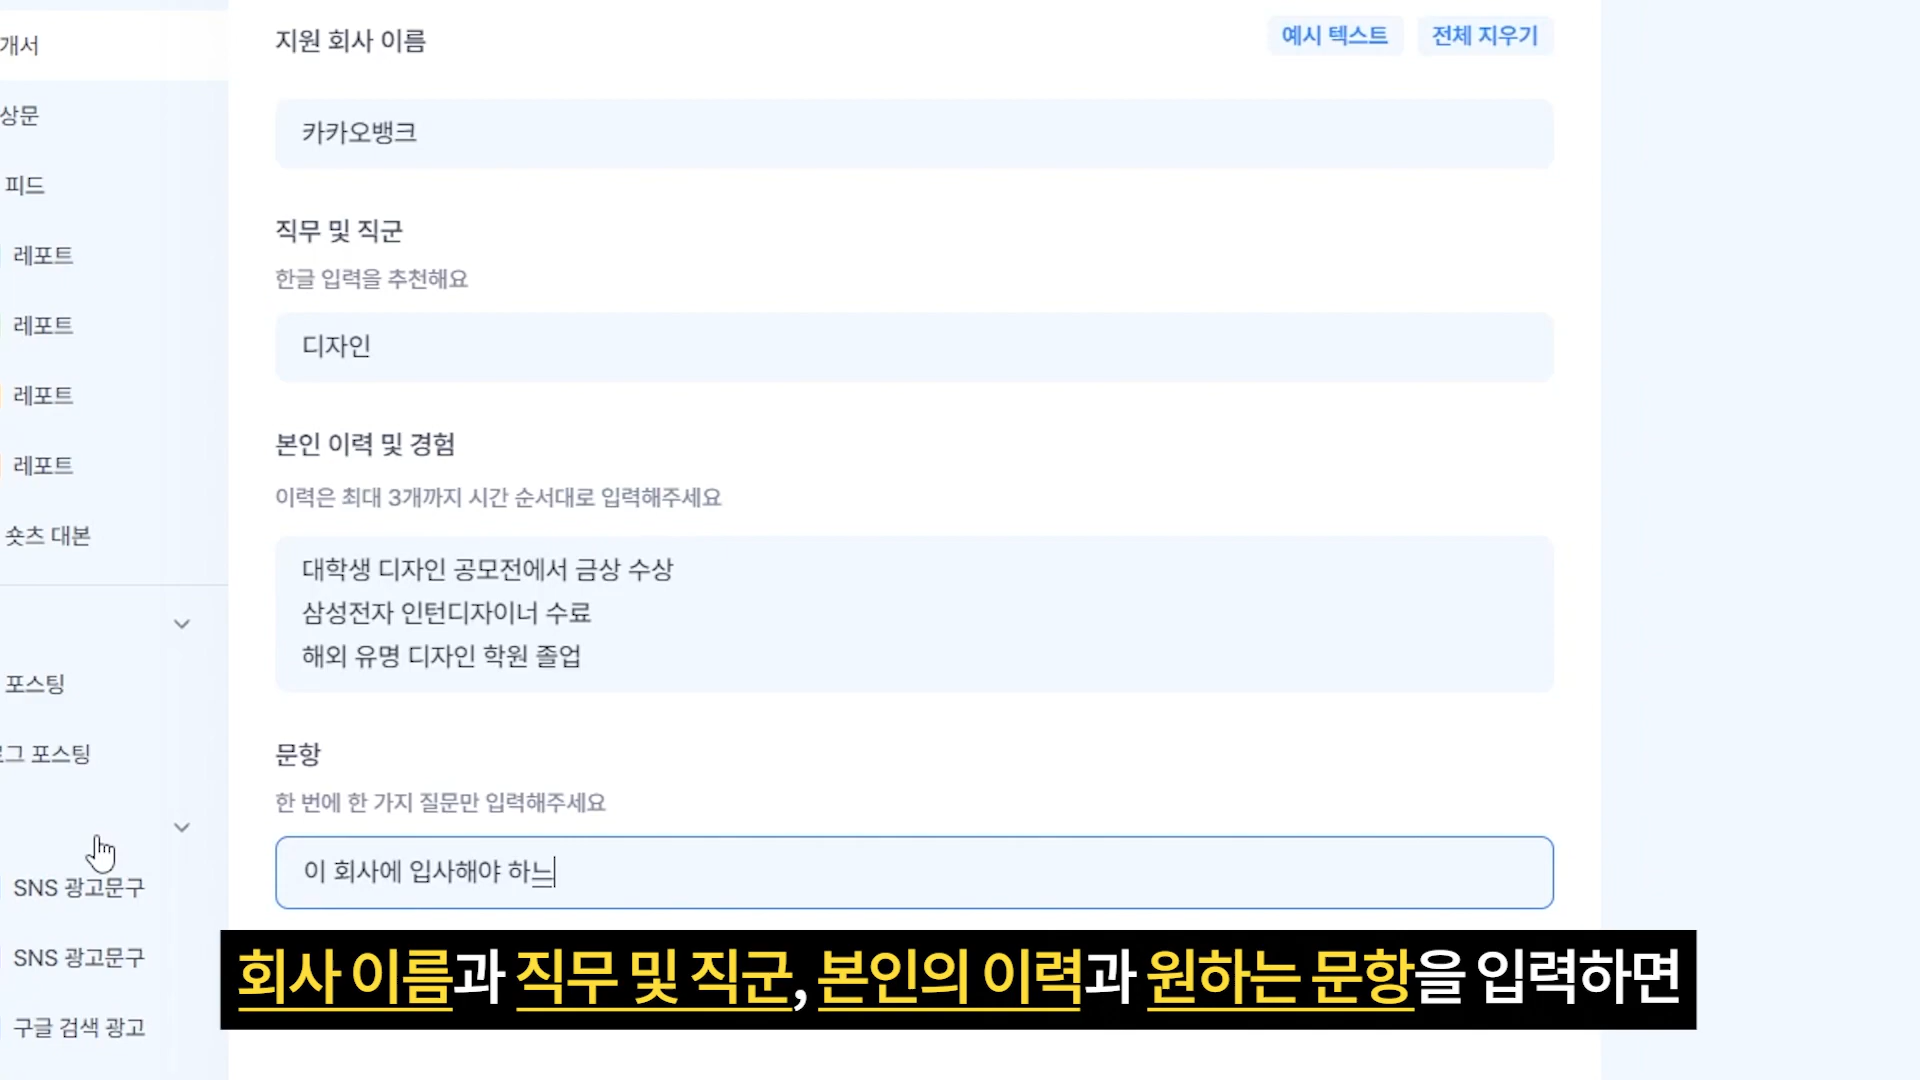 개서
상문
피드
레포트
레포트
레포트
레포트
숏츠 대본
포스팅
그 포스팅
SNS 광고문구
SNS 광고문구
구글 검색 광고
지원 회사 이름
예시 텍스트
전체 지우기
카카오뱅크
직무 및 직군
한글 입력을 추천해요
디자인
본인 이력 및 경험
이력은 최대 3개까지 시간 순서대로 입력해주세요
대학생 디자인 공모전에서 금상 수상
삼성전자 인턴디자이너 수료
해외 유명 디자인 학원 졸업
문항
한 번에 한 가지 질문만 입력해주세요
이 회사에 입사해야 하느
회사 이름과 직무 및 직군, 본인의 이력과 원하는 문항을 입력하면